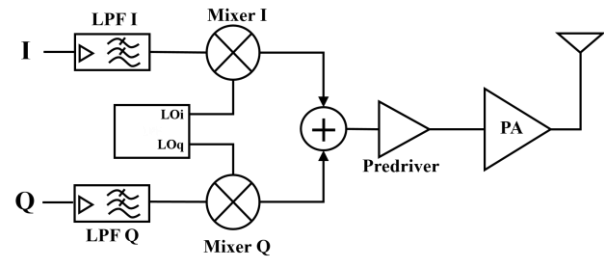 LPF I
Mixer I
I
LOi
LOq
+
Predriver
PA
Q
LPF Q
Mixer Q